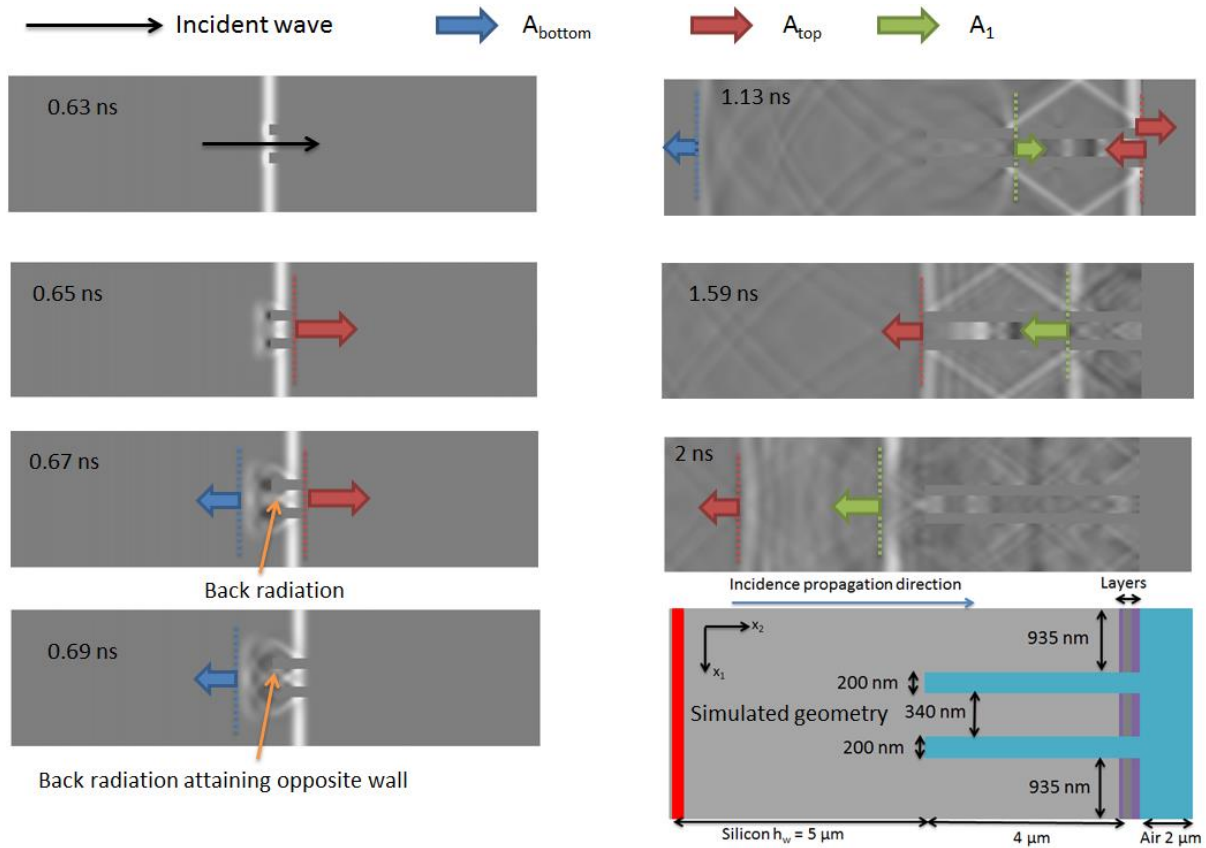 Incident wave
A_bottom
A_top
A_1
0.63 ns
0.65 ns
0.67 ns
Back radiation
0.69 ns
Back radiation attaining opposite wall
1.13 ns
1.59 ns
2 ns
Incidence propagation direction
Layers
x_2
x_1
935 nm
200 nm
Simulated geometry
340 nm
200 nm
935 nm
Silicon h_w = 5 µm
4 µm
Air 2 µm